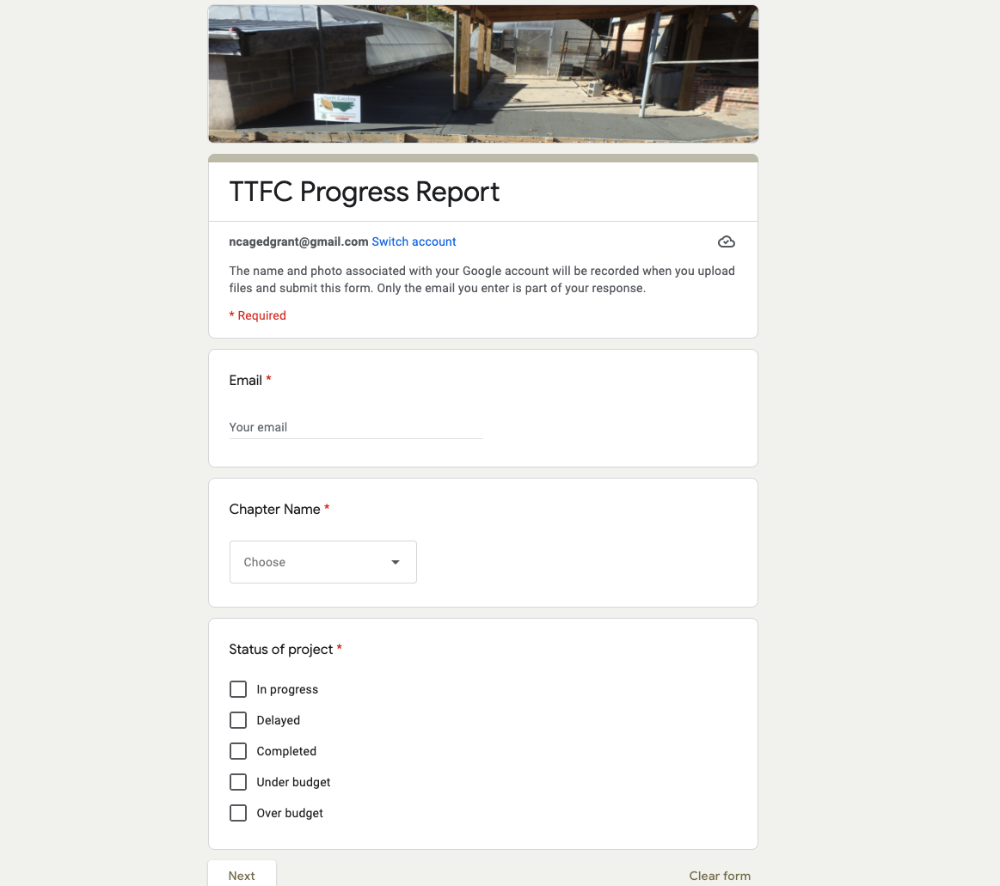 North Carolina
TTFC Progress Report
ncagedgrant@gmail.com Switch account
The name and photo associated with your Google account will be recorded when you upload
files and submit this form. Only the email you enter is part of your response.
* Required
Email *
Your email
Chapter Name *
Choose
Status of project *
In progress
Delayed
Completed
Under budget
Over budget
Next
Clear form